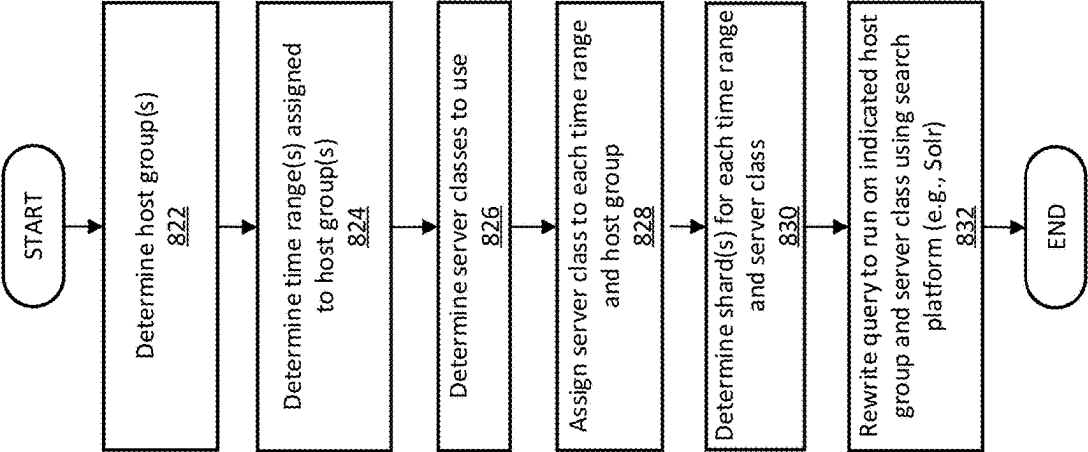 START
Determine host group(s)
822
Determine time range(s) assigned
to host group(s)
824
Determine server classes to use
826
Assign server class to each time range
and host group
828
Determine shard(s) for each time range
and server class
830
Rewrite query to run on indicated host
group and server class using search
platform (e.g., Solr)
832
END